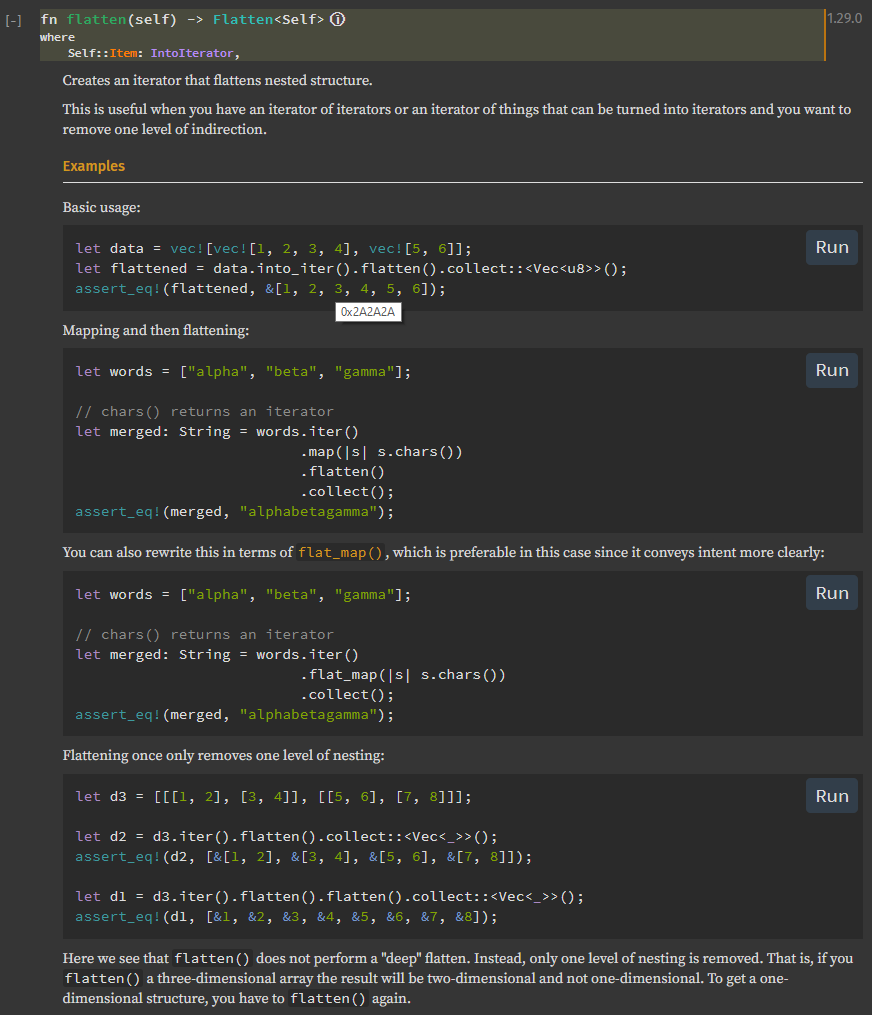 [-] fn flatten(self) -> Flatten<Self> ⓘ 1.29.0
where
    Self::Item: IntoIterator,
Creates an iterator that flattens nested structure.
This is useful when you have an iterator of iterators or an iterator of things that can be turned into iterators and you want to
remove one level of indirection.
Examples
Basic usage:
let data = vec![vec![1, 2, 3, 4], vec![5, 6]]; Run
let flattened = data.into_iter().flatten().collect::<Vec<u8>>();
assert_eq!(flattened, &[1, 2, 3, 4, 5, 6]);
0x2A2A2A
Mapping and then flattening:
let words = ["alpha", "beta", "gamma"]; Run
// chars() returns an iterator
let merged: String = words.iter()
                          .map(|s| s.chars())
                          .flatten()
                          .collect();
assert_eq!(merged, "alphabetagamma");
You can also rewrite this in terms of flat_map(), which is preferable in this case since it conveys intent more clearly:
let words = ["alpha", "beta", "gamma"]; Run
// chars() returns an iterator
let merged: String = words.iter()
                          .flat_map(|s| s.chars())
                          .collect();
assert_eq!(merged, "alphabetagamma");
Flattening once only removes one level of nesting:
let d3 = [[[1, 2], [3, 4]], [[5, 6], [7, 8]]]; Run
let d2 = d3.iter().flatten().collect::<Vec<_>>();
assert_eq!(d2, [&[1, 2], &[3, 4], &[5, 6], &[7, 8]]);
let d1 = d3.iter().flatten().flatten().collect::<Vec<_>>();
assert_eq!(d1, [&1, &2, &3, &4, &5, &6, &7, &8]);
Here we see that flatten() does not perform a "deep" flatten. Instead, only one level of nesting is removed. That is, if you
flatten() a three-dimensional array the result will be two-dimensional and not one-dimensional. To get a one-
dimensional structure, you have to flatten() again.